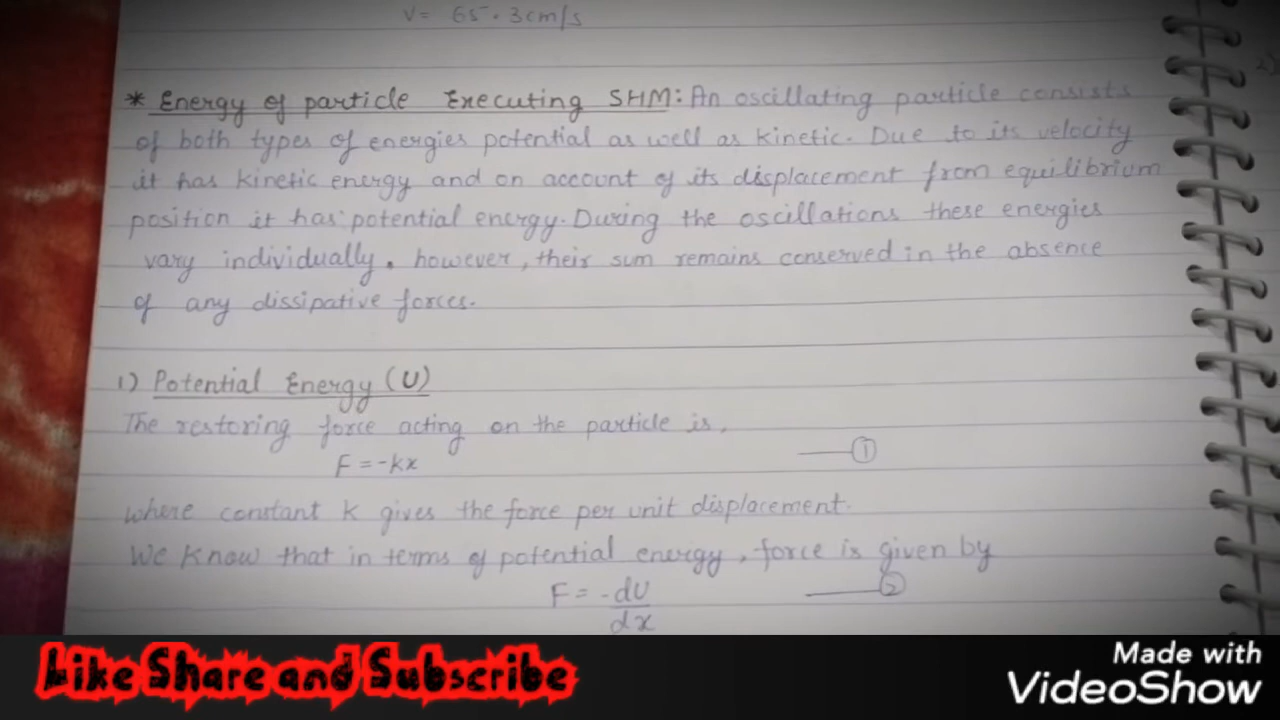 V = 65.3cm/s
* Energy of particle Executing SHM: An oscillating particle consists
of both types of energies potential as well as kinetic. Due to its velocity
it has kinetic energy and on account of its displacement from equilibrium
position it has potential energy. During the oscillations these energies
vary individually, however, their sum remains conserved in the absence
of any dissipative forces.
1) Potential Energy (U)
The restoring force acting on the particle is,
F = -kx —①
where constant k gives the force per unit displacement.
We know that in terms of potential energy, force is given by
F = -dU —②
dx
Like Share and Subscribe
Made with
VideoShow